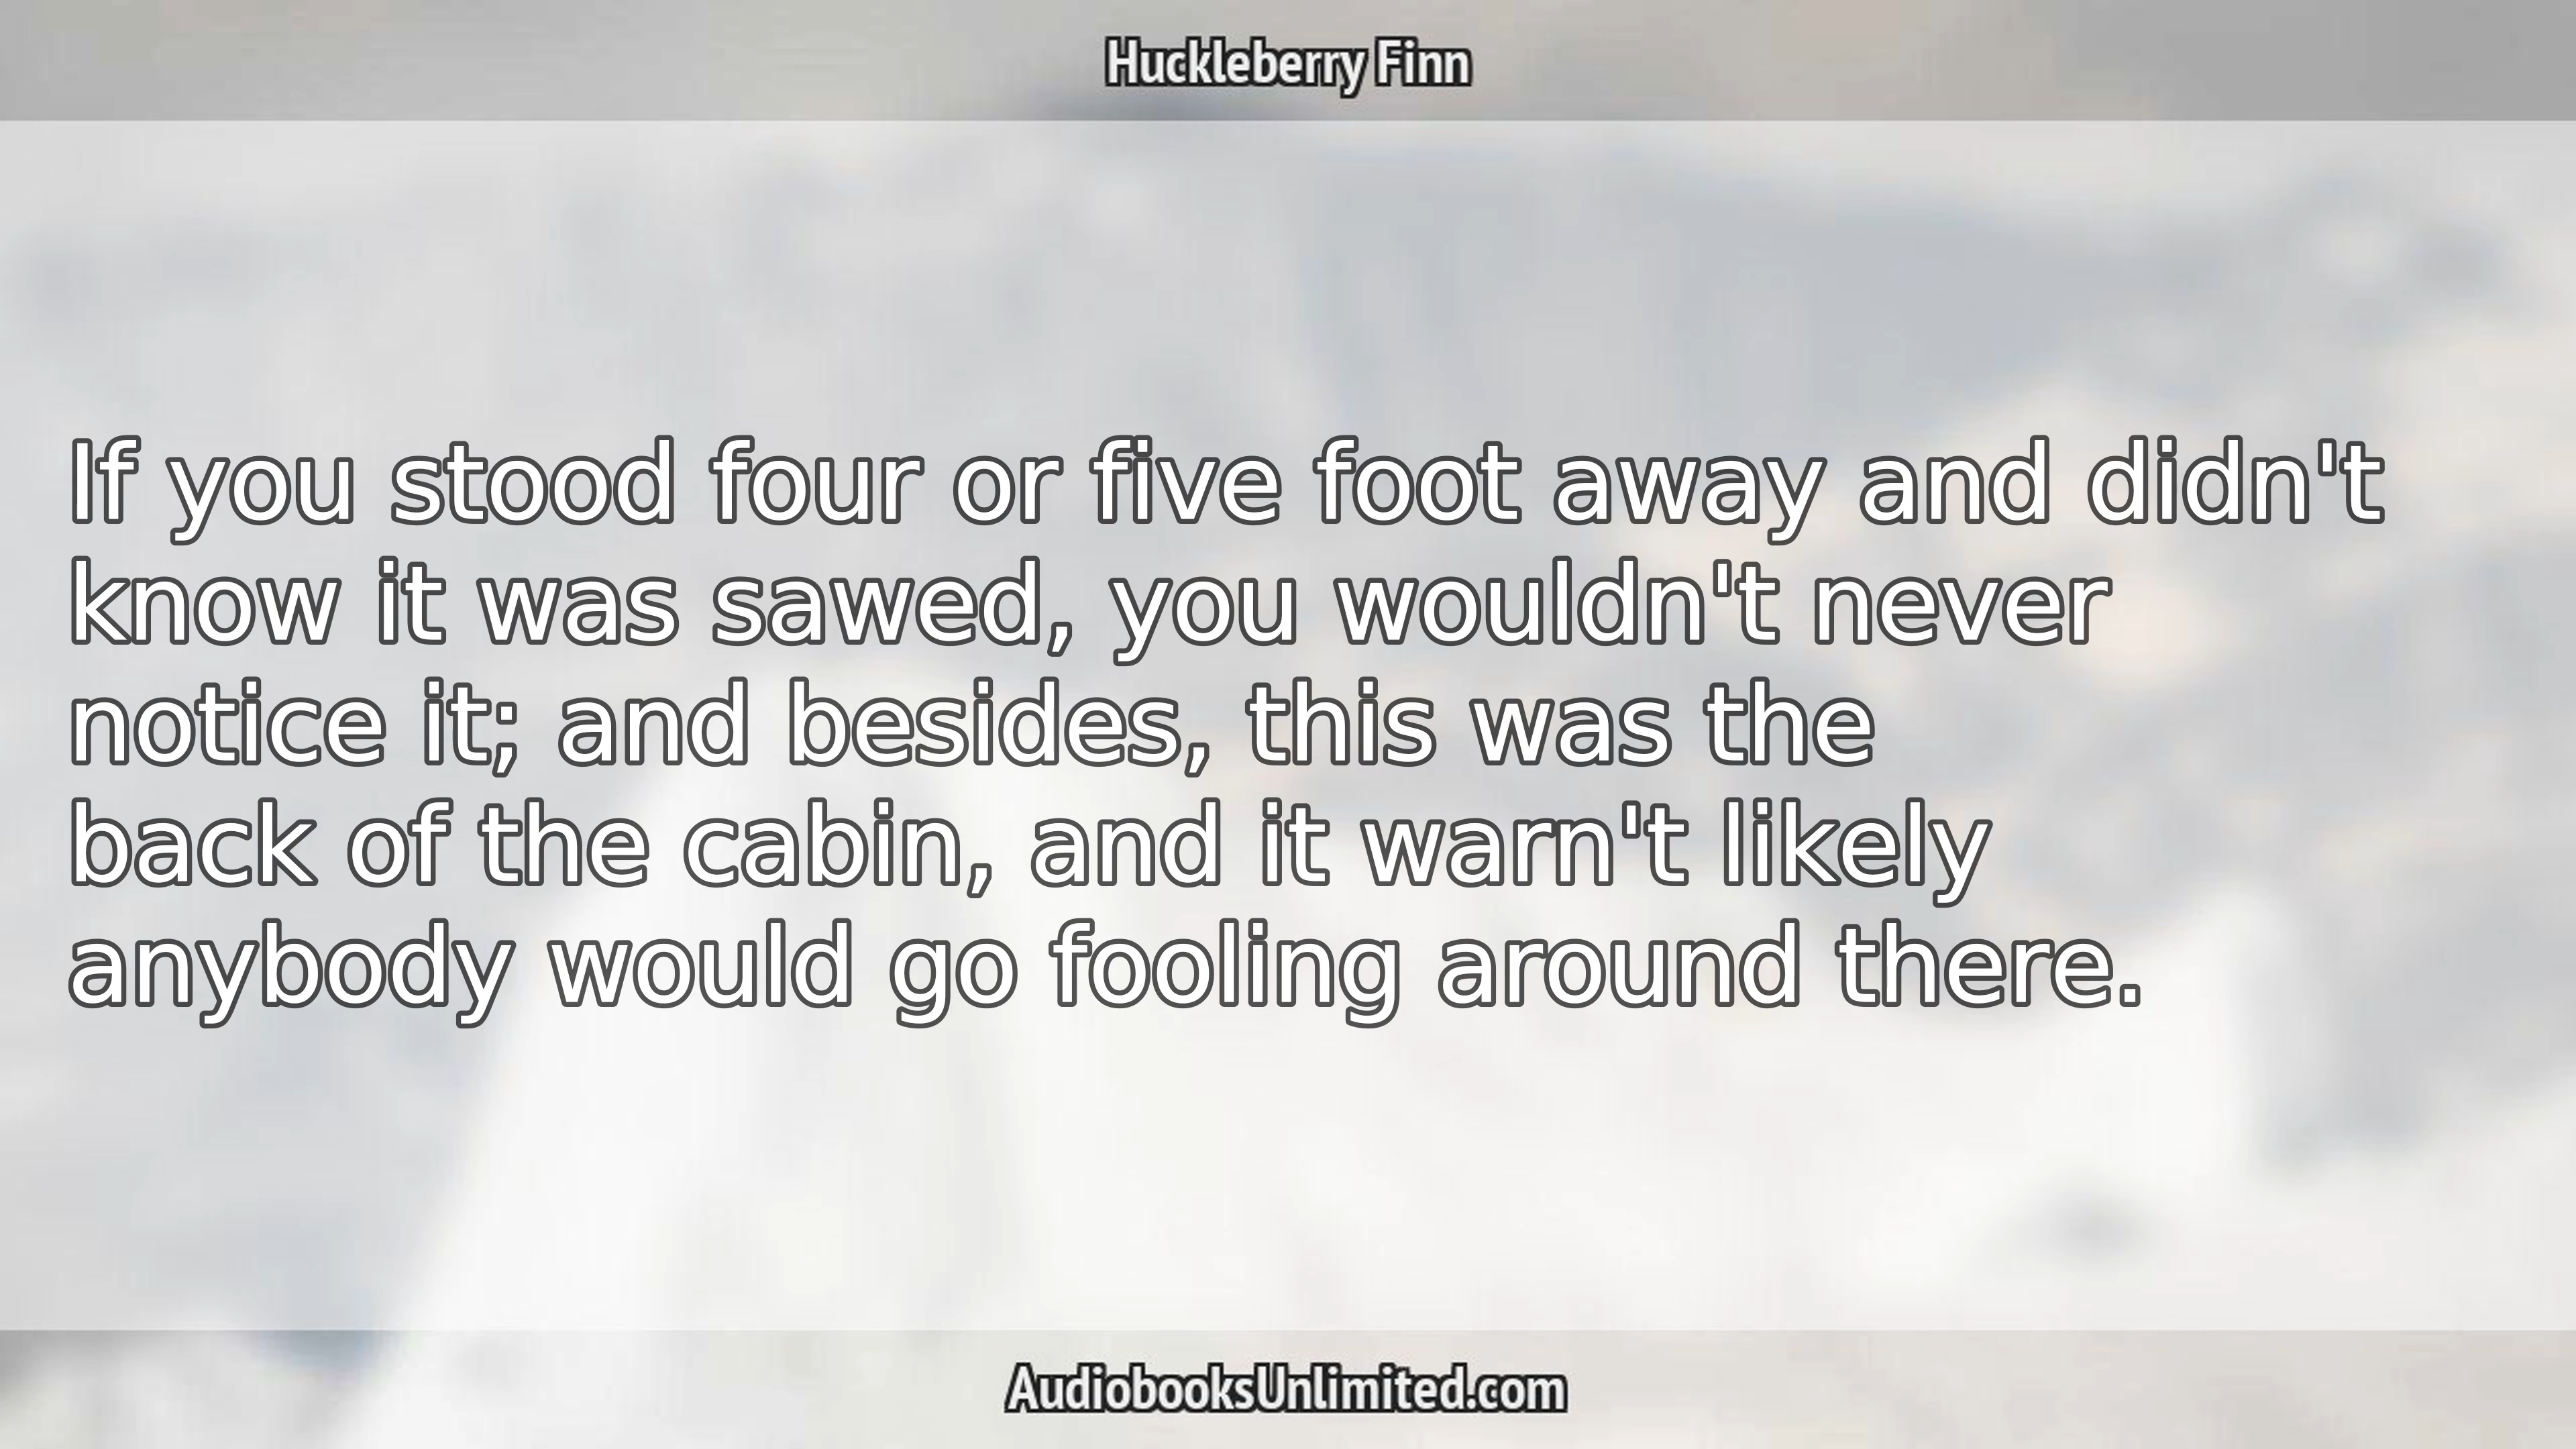 Huckleberry Finn
If you stood four or five foot away and didn't
know it was sawed, you wouldn't never
notice it; and besides, this was the
back of the cabin, and it warn't likely
anybody would go fooling around there.
AudiobooksUnlimited.com